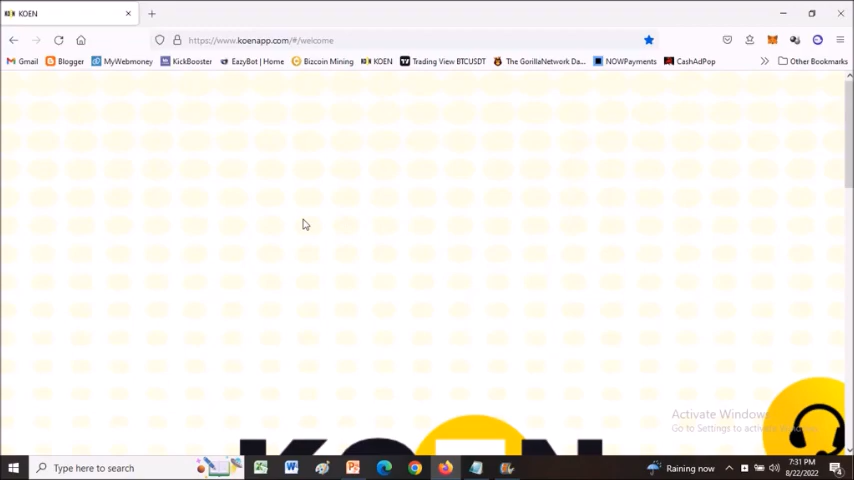 KOEN
https://www.koenapp.com/#/welcome
Gmail Blogger MyWebmoney KickBooster EazyBot | Home Bizcoin Mining KOEN Trading View BTCUSDT The GorillaNetwork Da... NOWPayments CashAdPop Other Bookmarks
KOEN
Activate Windows
Go to Settings to activate Windows.
Type here to search
Raining now
7:31 PM
8/22/2022
4